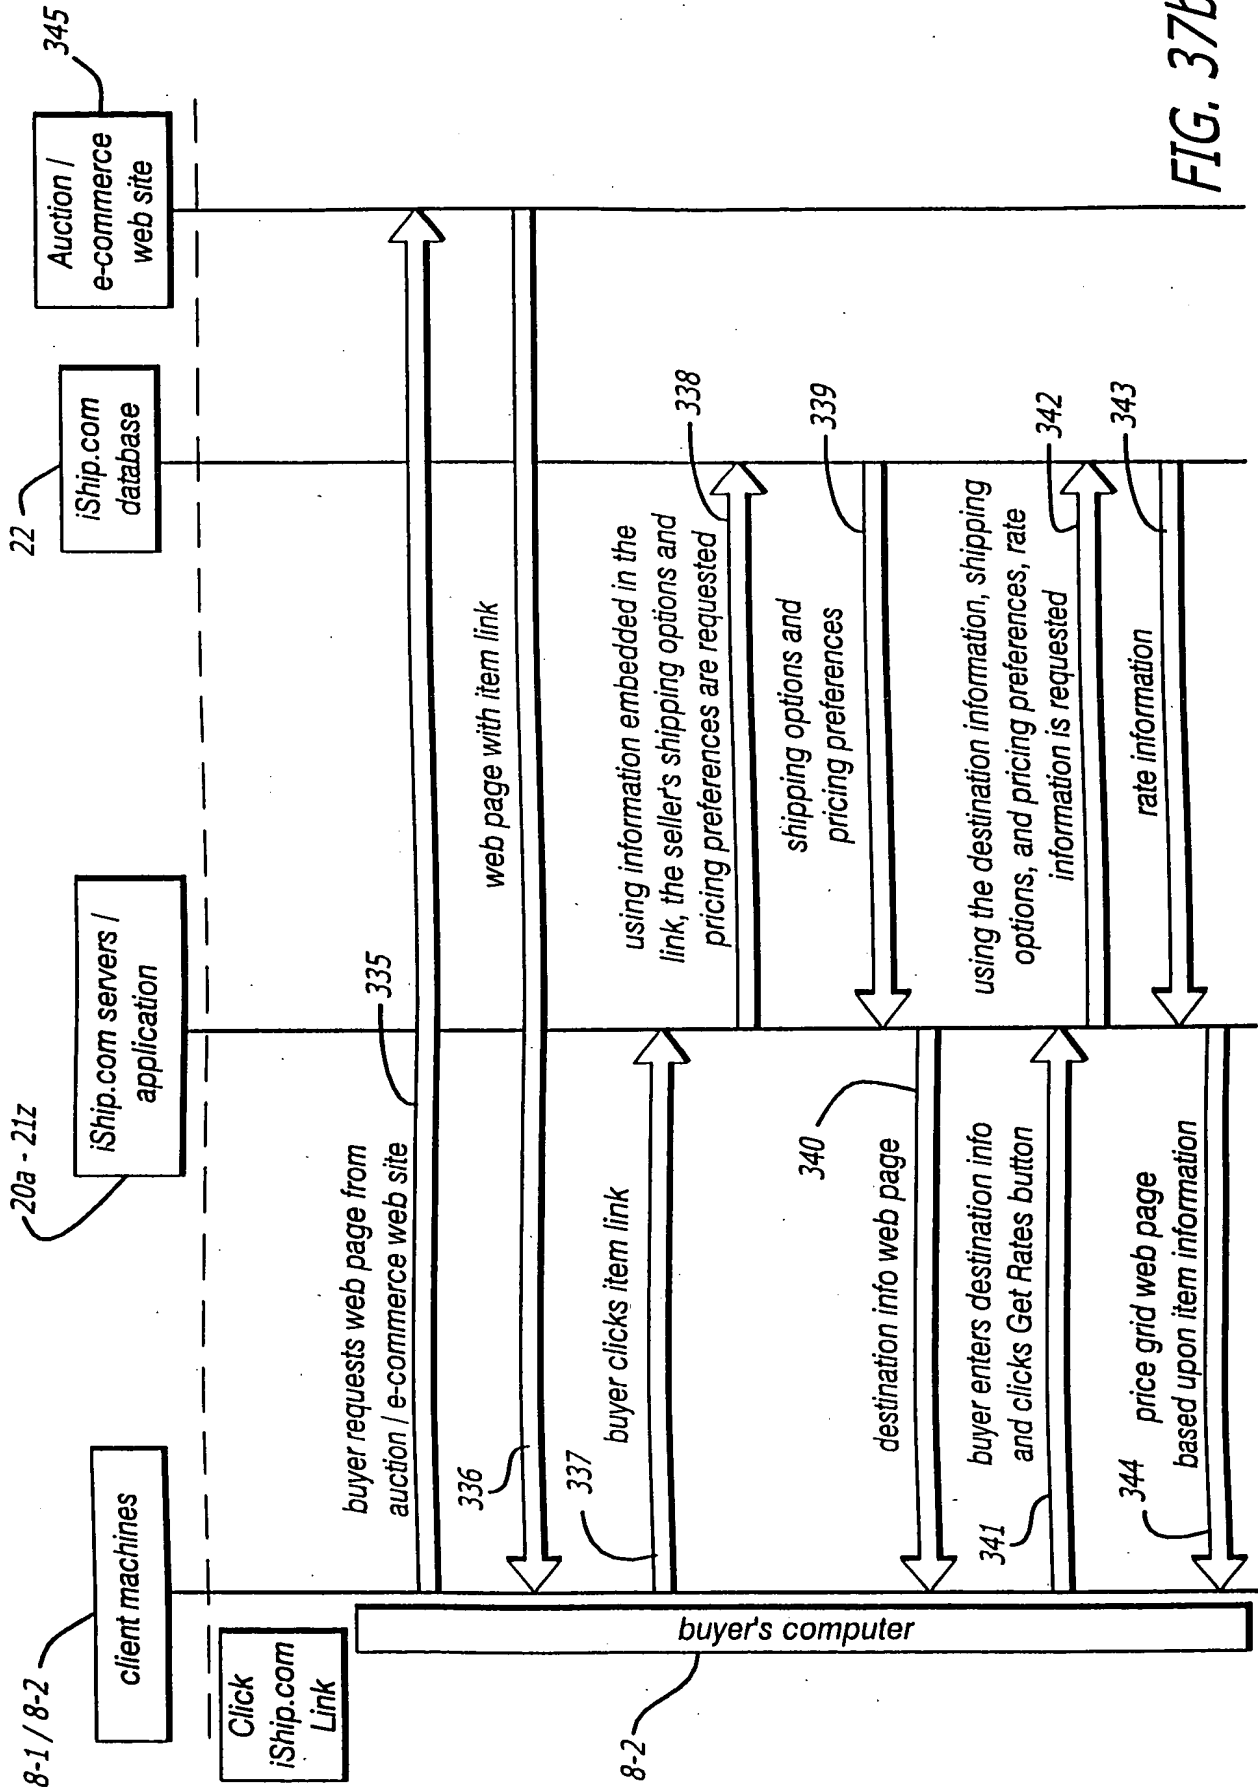 8-1 / 8-2
client machines
20a - 21z
iShip.com servers /
application
22
iShip.com
database
345
Auction /
e-commerce
web site
Click
iShip.com
Link
buyer requests web page from
auction / e-commerce web site
335
336
web page with item link
337
buyer clicks item link
using information embedded in the
link, the seller's shipping options and
pricing preferences are requested
338
shipping options and
pricing preferences
339
destination info web page
340
buyer enters destination info
and clicks Get Rates button
341
using the destination information, shipping
options, and pricing preferences, rate
information is requested
342
rate information
343
344
price grid web page
based upon item information
buyer's computer
8-2
FIG. 37b